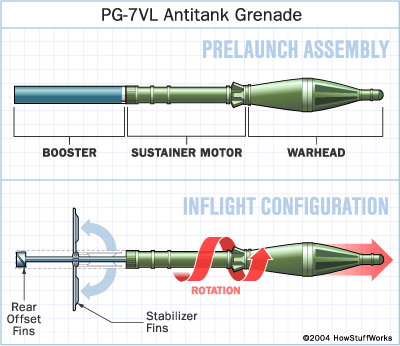 PG-7VL Antitank Grenade
PRELAUNCH ASSEMBLY
BOOSTER
SUSTAINER MOTOR
WARHEAD
INFLIGHT CONFIGURATION
ROTATION
Rear
Offset
Fins
Stabilizer
Fins
©2004 HowStuffWorks